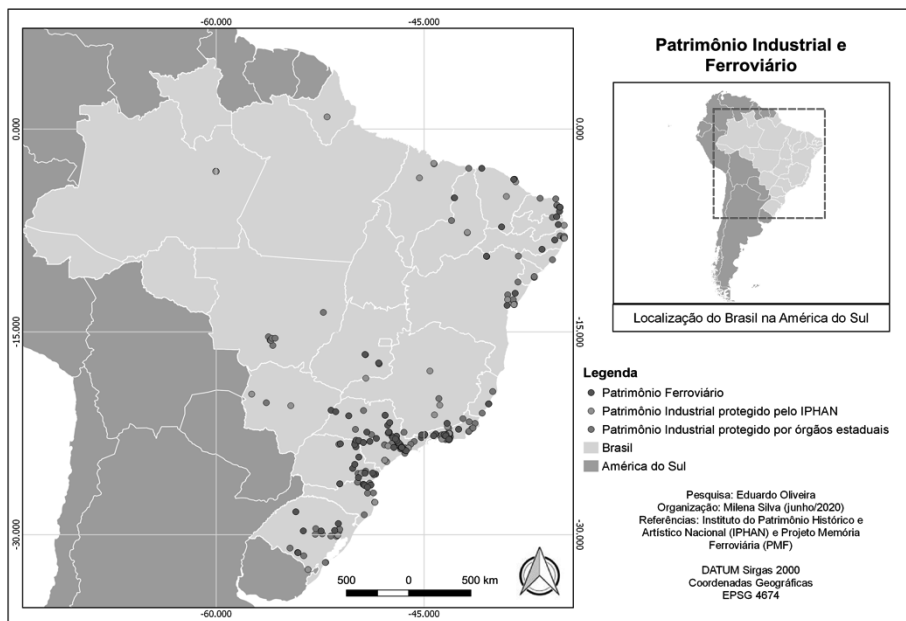 -60.000
-45.000
0.000
0.000
-15.000
-15.000
-30.000
-30.000
500 0 500 km
-60.000
-45.000
Patrimônio Industrial e
Ferroviário
Localização do Brasil na América do Sul
Legenda
Patrimônio Ferroviário
Patrimônio Industrial protegido pelo IPHAN
Patrimônio Industrial protegido por órgãos estaduais
Brasil
América do Sul
Pesquisa: Eduardo Oliveira
Organização: Milena Silva (junho/2020)
Referências: Instituto do Patrimônio Histórico e
Artístico Nacional (IPHAN) e Projeto Memória
Ferroviária (PMF)
DATUM Sirgas 2000
Coordenadas Geográficas
EPSG 4674